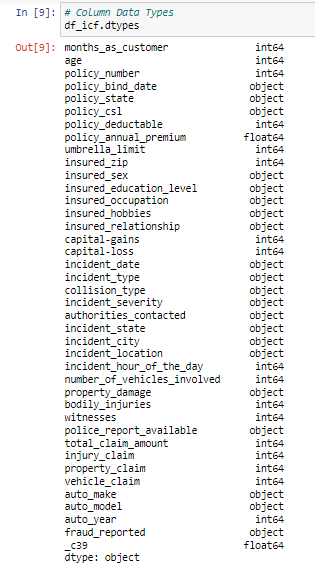 In [9]: # Column Data Types
df_icf.dtypes
Out[9]: months_as_customer int64
age int64
policy_number int64
policy_bind_date object
policy_state object
policy_csl object
policy_deductable int64
policy_annual_premium float64
umbrella_limit int64
insured_zip int64
insured_sex object
insured_education_level object
insured_occupation object
insured_hobbies object
insured_relationship object
capital-gains int64
capital-loss int64
incident_date object
incident_type object
collision_type object
incident_severity object
authorities_contacted object
incident_state object
incident_city object
incident_location object
incident_hour_of_the_day int64
number_of_vehicles_involved int64
property_damage object
bodily_injuries int64
witnesses int64
police_report_available object
total_claim_amount int64
injury_claim int64
property_claim int64
vehicle_claim int64
auto_make object
auto_model object
auto_year int64
fraud_reported object
_c39 float64
dtype: object